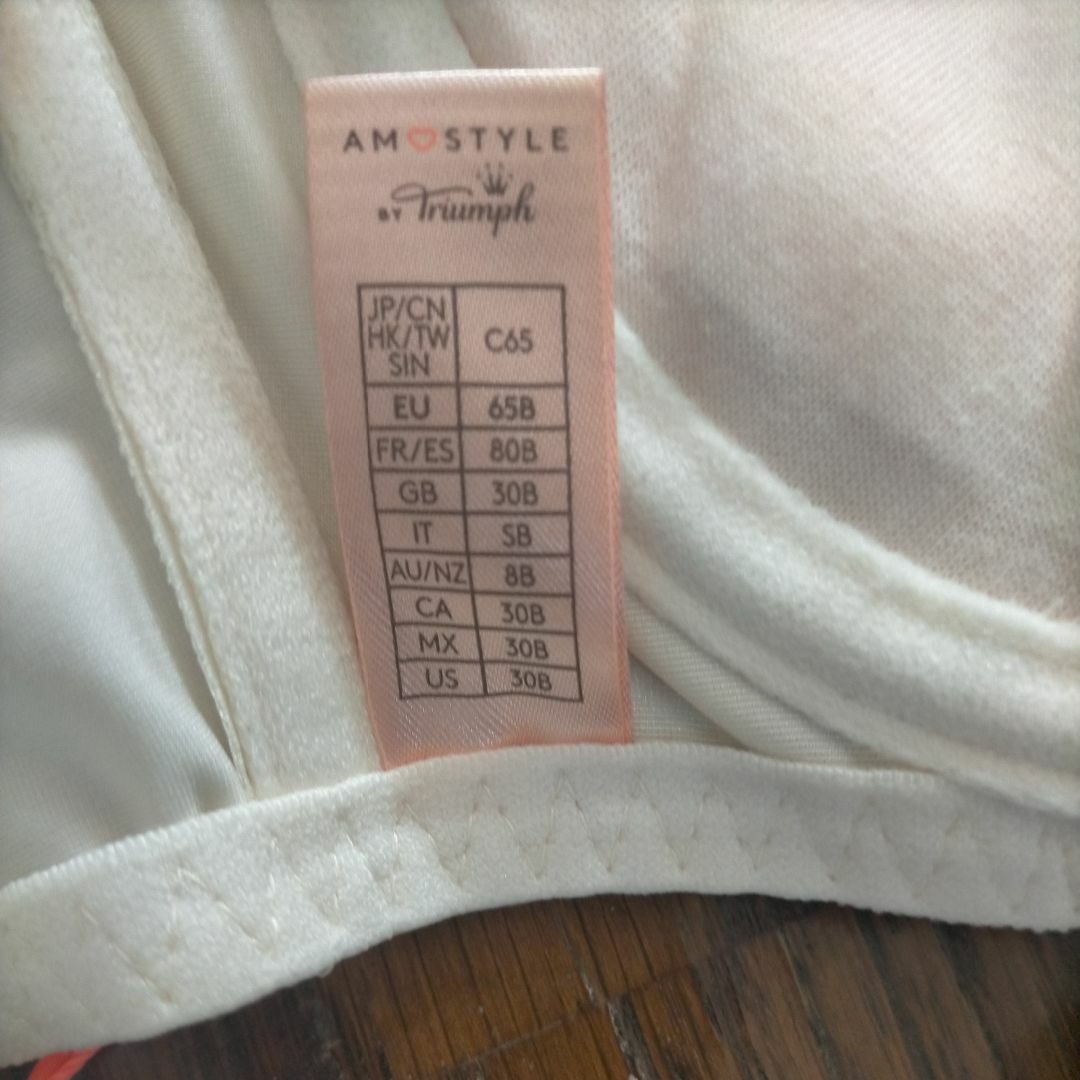 AMOSTYLE
BY Triumph
JP/CN
HK/TW
SIN
C65
EU 65B
FR/ES 80B
GB 30B
IT SB
AU/NZ 8B
CA 30B
MX 30B
US 30B